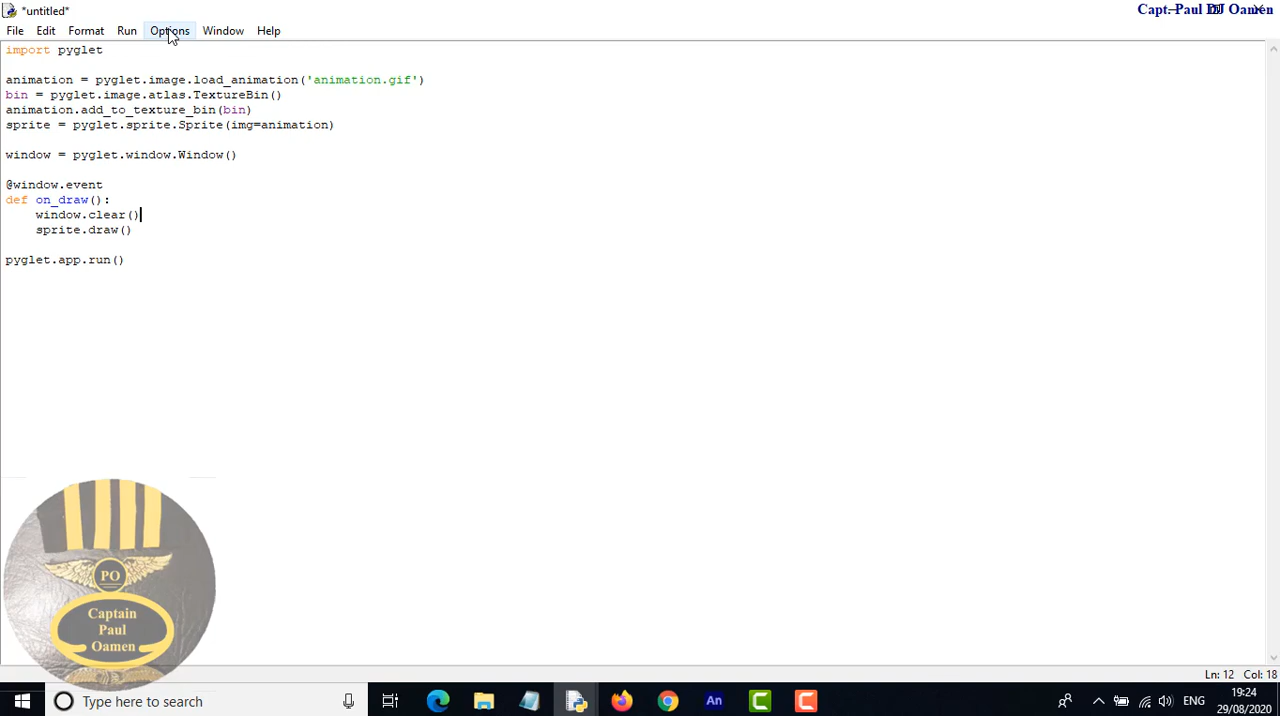 *untitled*
Capt. Paul DJ Oamen
File Edit Format Run Options Window Help
import pyglet
animation = pyglet.image.load_animation('animation.gif')
bin = pyglet.image.atlas.TextureBin()
animation.add_to_texture_bin(bin)
sprite = pyglet.sprite.Sprite(img=animation)
window = pyglet.window.Window()
@window.event
def on_draw():
    window.clear()
    sprite.draw()
pyglet.app.run()
PO
Captain
Paul
Oamen
Ln: 12 Col: 18
Type here to search
An
ENG
19:24
29/08/2020